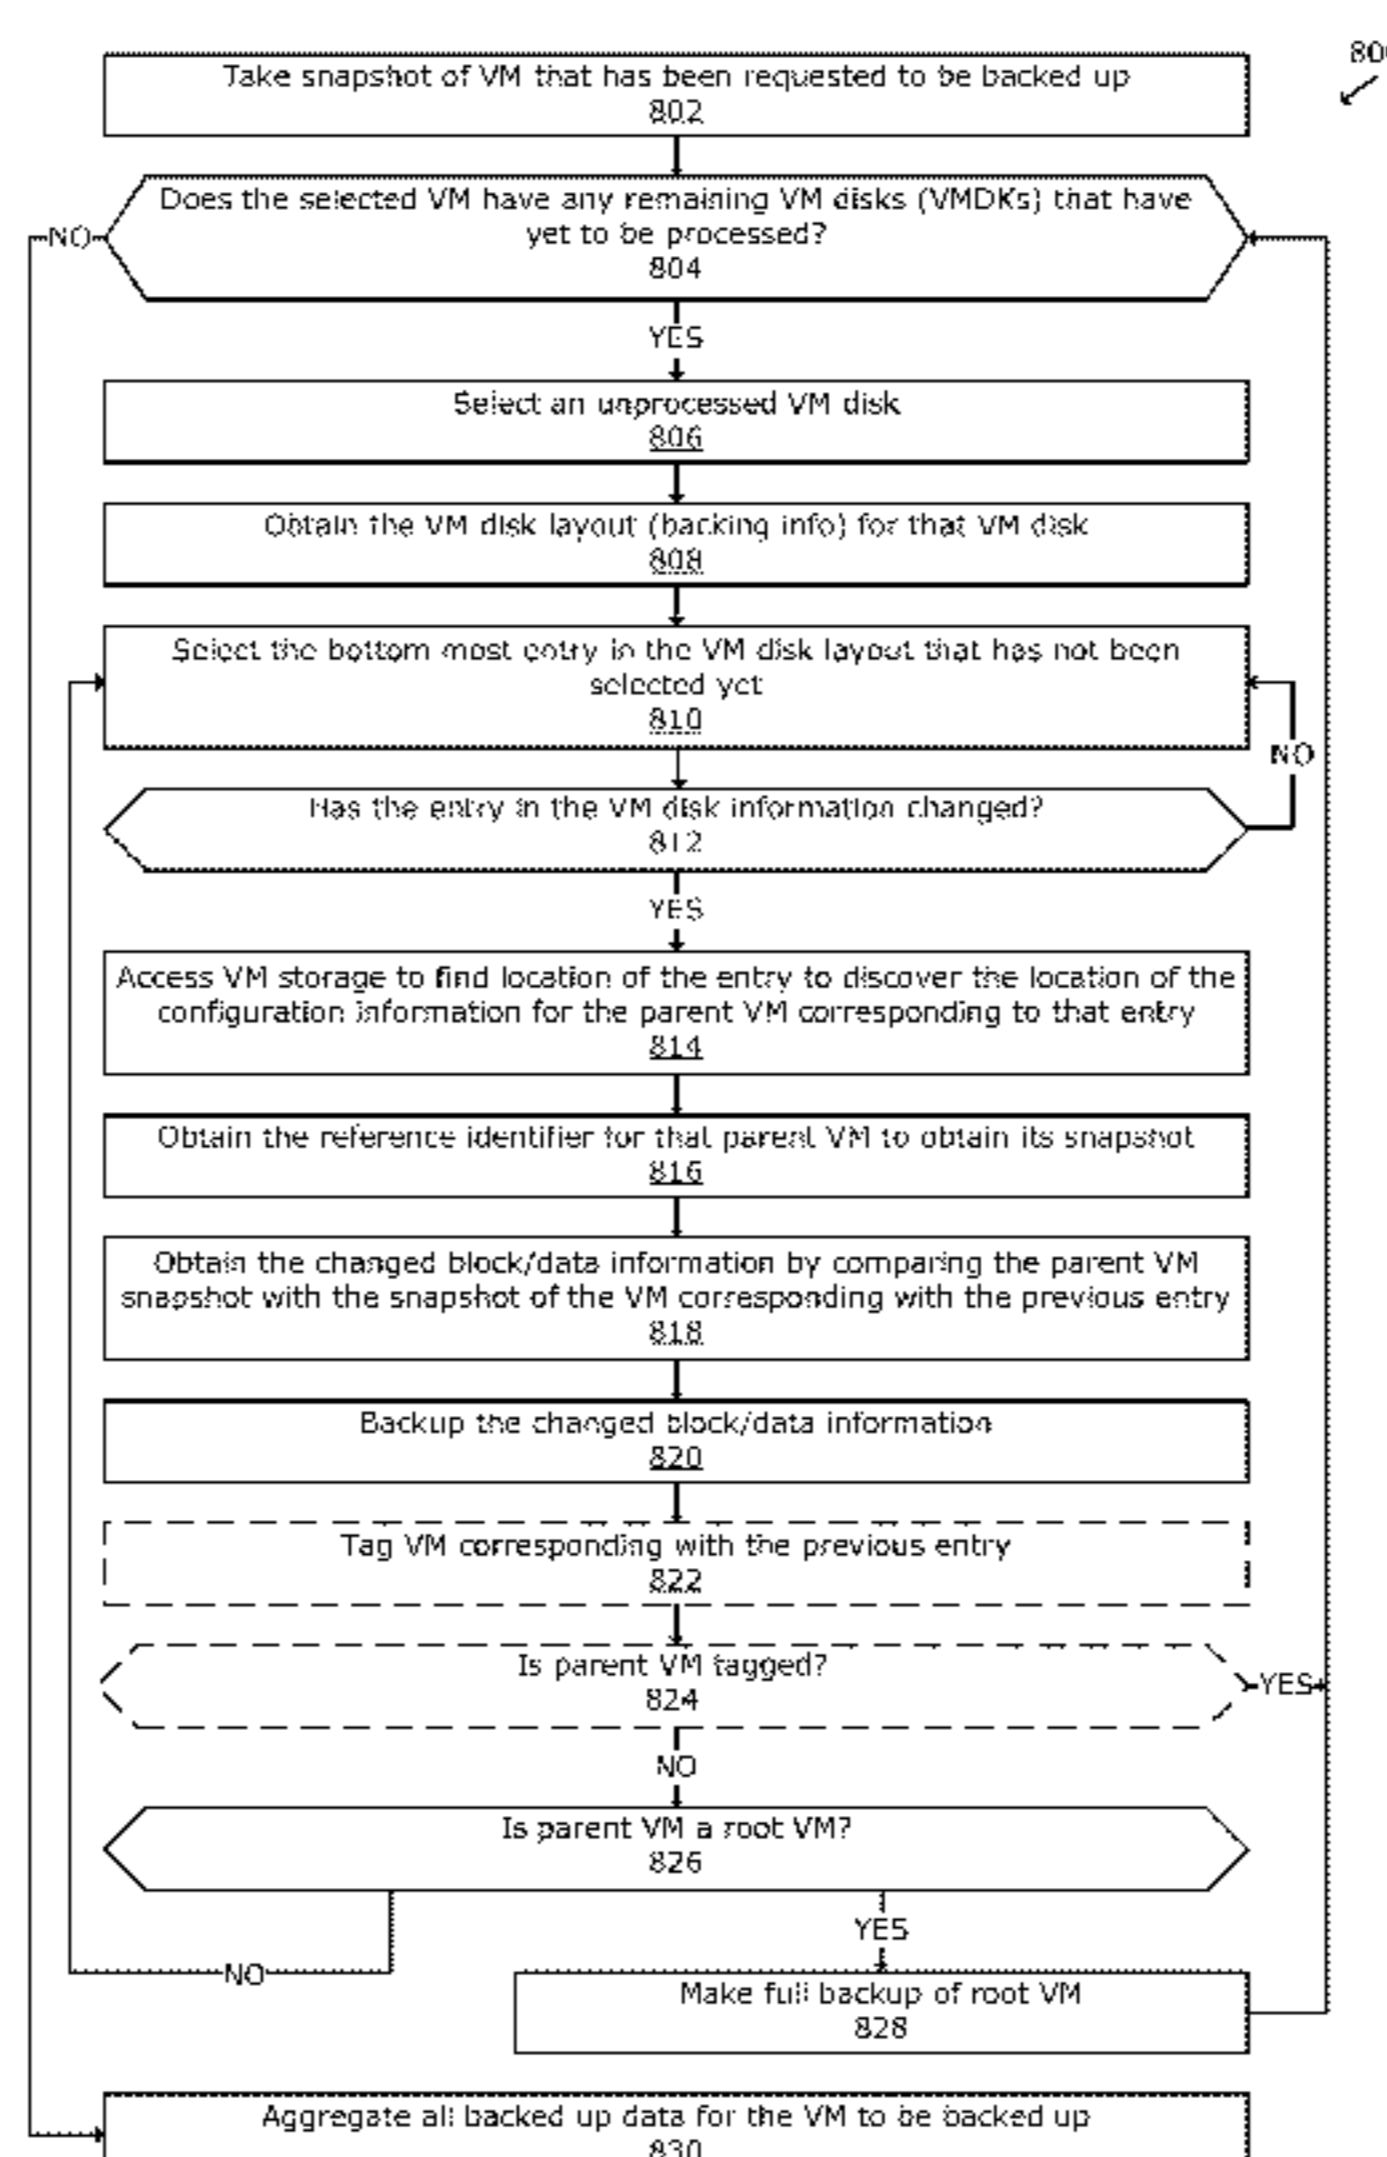 800
Take snapshot of VM that has been requested to be backed up
802
Does the selected VM have any remaining VM disks (VMDKs) that have
yet to be processed?
804
NO
YES
Select an unprocessed VM disk
806
Obtain the VM disk layout (backing info) for that VM disk
808
Select the bottom most entry in the VM disk layout that has not been
selected yet
810
NO
Has the entry in the VM disk information changed?
812
YES
Access VM storage to find location of the entry to discover the location of the
configuration information for the parent VM corresponding to that entry
814
Obtain the reference identifier for that parent VM to obtain its snapshot
816
Obtain the changed block/data information by comparing the parent VM
snapshot with the snapshot of the VM corresponding with the previous entry
818
Backup the changed block/data information
820
Tag VM corresponding with the previous entry
822
Is parent VM tagged?
824
YES
NO
Is parent VM a root VM?
826
YES
NO
Make full backup of root VM
828
Aggregate all backed up data for the VM to be backed up
830